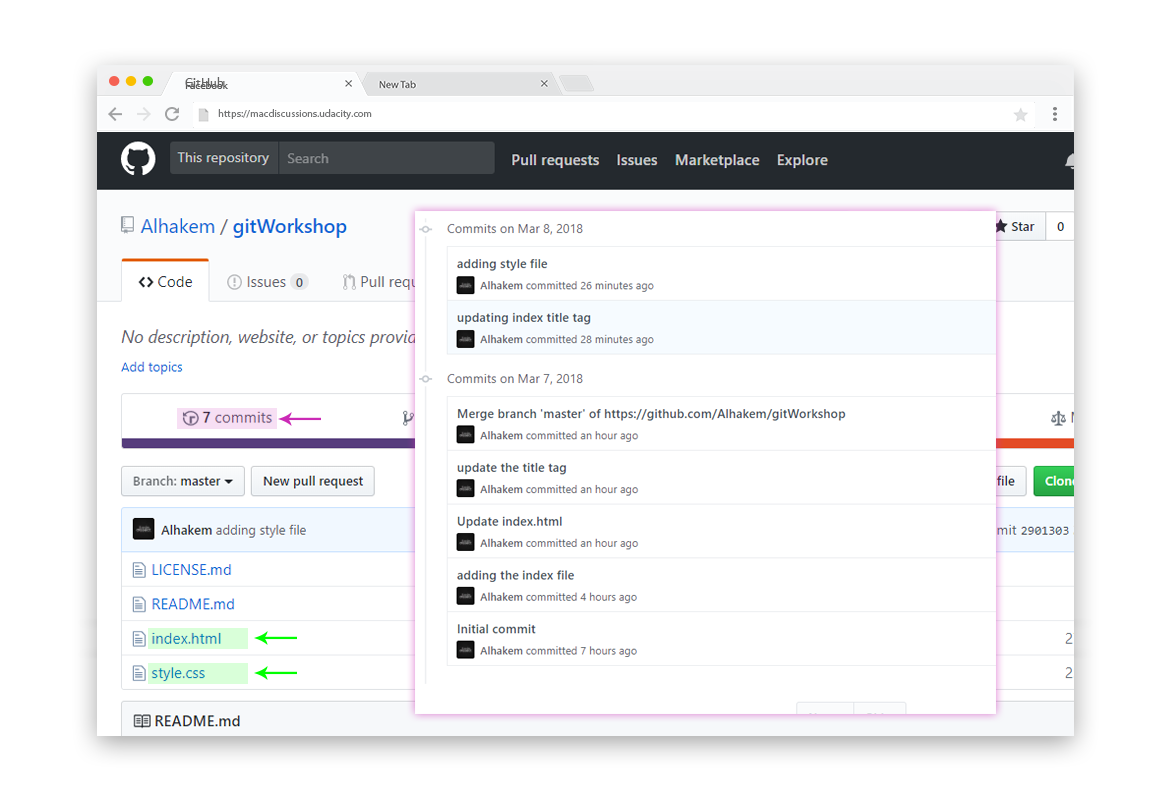 GitHub
Facebook
New Tab
https://macdiscussions.udacity.com
This repository Search Pull requests Issues Marketplace Explore
Alhakem / gitWorkshop
Star 0
Code Issues 0 Pull requ
No description, website, or topics provid
Add topics
7 commits
Branch: master New pull request
file
Clone
Alhakem adding style file
mit 2901303
LICENSE.md
README.md
index.html
2
style.css
2
README.md
Commits on Mar 8, 2018
adding style file
Alhakem committed 26 minutes ago
updating index title tag
Alhakem committed 28 minutes ago
Commits on Mar 7, 2018
Merge branch 'master' of https://github.com/Alhakem/gitWorkshop
Alhakem committed an hour ago
update the title tag
Alhakem committed an hour ago
Update index.html
Alhakem committed an hour ago
adding the index file
Alhakem committed 4 hours ago
Initial commit
Alhakem committed 7 hours ago